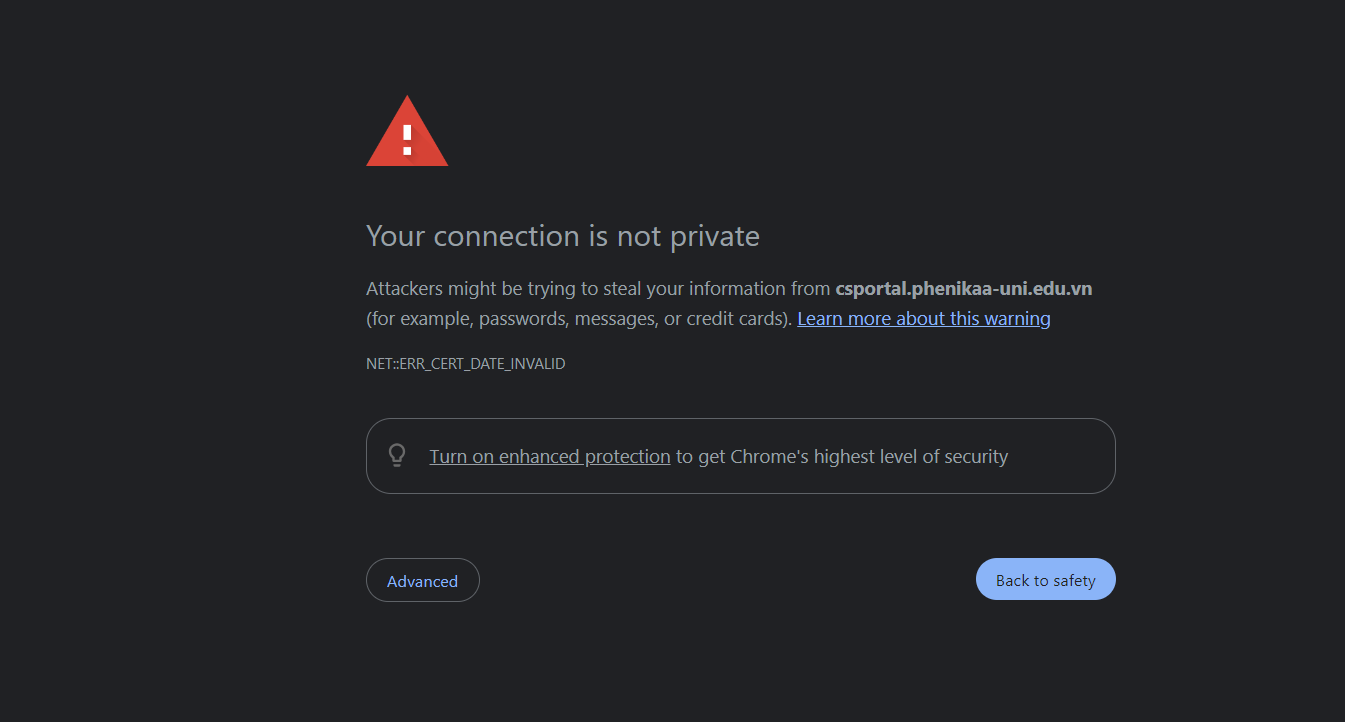 Your connection is not private
Attackers might be trying to steal your information from csportal.phenikaa-uni.edu.vn
(for example, passwords, messages, or credit cards). Learn more about this warning
NET::ERR_CERT_DATE_INVALID
Turn on enhanced protection to get Chrome's highest level of security
Advanced
Back to safety